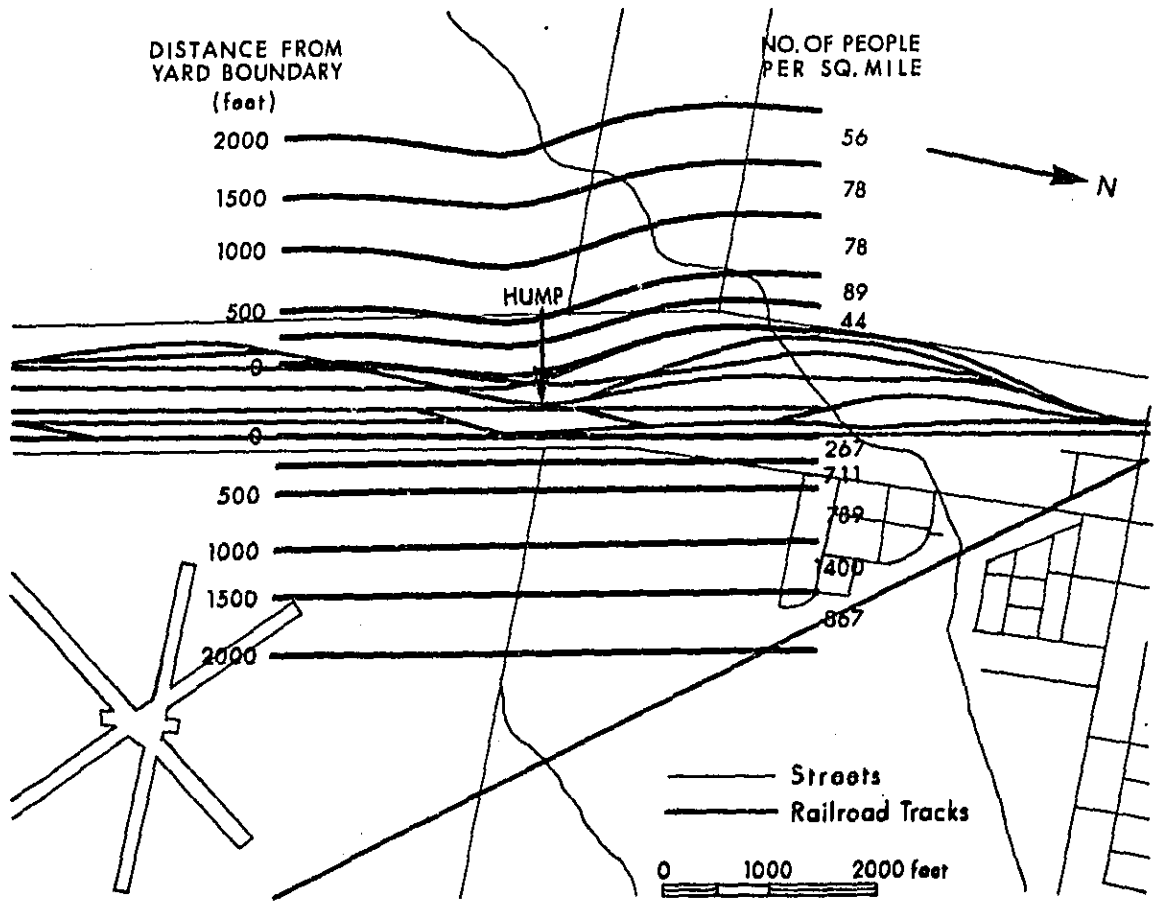 DISTANCE FROM
YARD BOUNDARY
(feet)
NO. OF PEOPLE
PER SQ. MILE
2000
56
N
1500
78
1000
78
HUMP
500
89
44
0
0
267
711
500
789
1000
1400
1500
867
2000
Streets
Railroad Tracks
0 1000 2000 feet